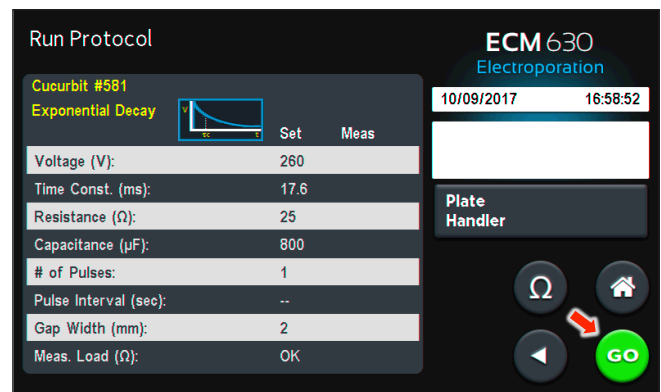 Run Protocol
ECM 630
Electroporation
Cucurbit #581
Exponential Decay
V
τc
t
Set Meas
10/09/2017 16:58:52
Voltage (V): 260
Time Const. (ms): 17.6
Resistance (Ω): 25
Capacitance (µF): 800
# of Pulses: 1
Pulse Interval (sec): --
Gap Width (mm): 2
Meas. Load (Ω): OK
Plate
Handler
Ω
GO